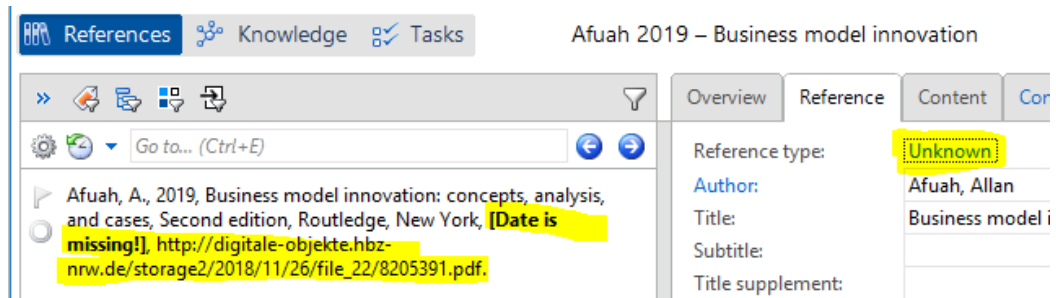 References Knowledge Tasks Afuah 2019 – Business model innovation
»
Go to... (Ctrl+E)
Afuah, A., 2019, Business model innovation: concepts, analysis,
and cases, Second edition, Routledge, New York, [Date is
missing!], http://digitale-objekte.hbz-
nrw.de/storage2/2018/11/26/file_22/8205391.pdf.
Overview Reference Content Con
Reference type: Unknown
Author: Afuah, Allan
Title: Business model i
Subtitle:
Title supplement: